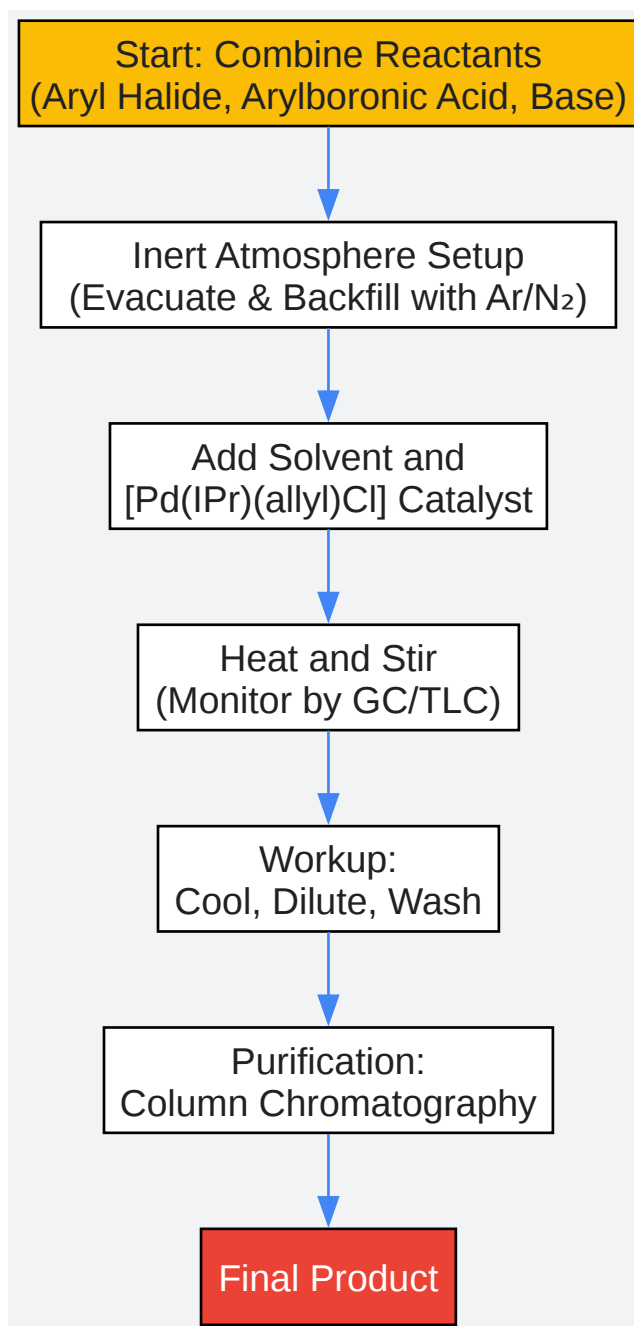 Start: Combine Reactants
(Aryl Halide, Arylboronic Acid, Base)
Inert Atmosphere Setup
(Evacuate & Backfill with Ar/N₂)
Add Solvent and
[Pd(IPr)(allyl)Cl] Catalyst
Heat and Stir
(Monitor by GC/TLC)
Workup:
Cool, Dilute, Wash
Purification:
Column Chromatography
Final Product